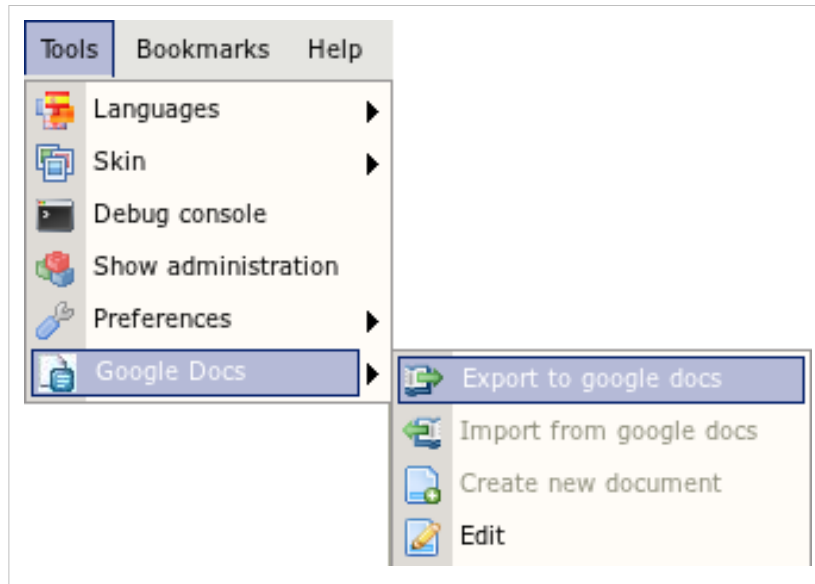 Tools Bookmarks Help
Languages
Skin
Debug console
Show administration
Preferences
Google Docs
Export to google docs
Import from google docs
Create new document
Edit